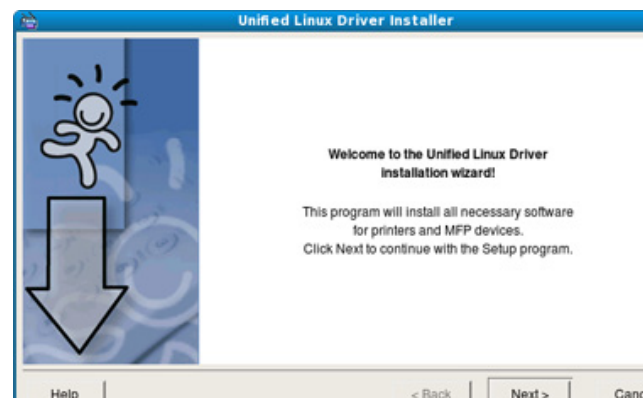 Unified Linux Driver Installer
Welcome to the Unified Linux Driver
installation wizard!
This program will install all necessary software
for printers and MFP devices.
Click Next to continue with the Setup program.
Help
< Back
Next >
Canc